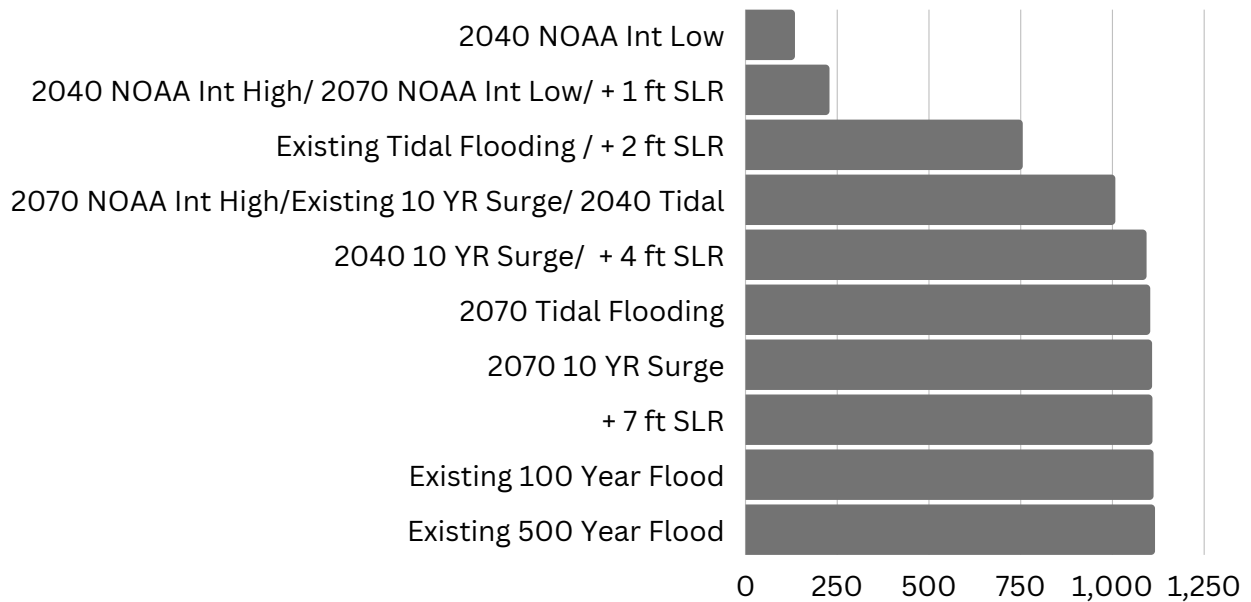 2040 NOAA Int Low
2040 NOAA Int High/ 2070 NOAA Int Low/ + 1 ft SLR
Existing Tidal Flooding / + 2 ft SLR
2070 NOAA Int High/Existing 10 YR Surge/ 2040 Tidal
2040 10 YR Surge/  + 4 ft SLR
2070 Tidal Flooding
2070 10 YR Surge
+ 7 ft SLR
Existing 100 Year Flood
Existing 500 Year Flood
0 250 500 750 1,000 1,250